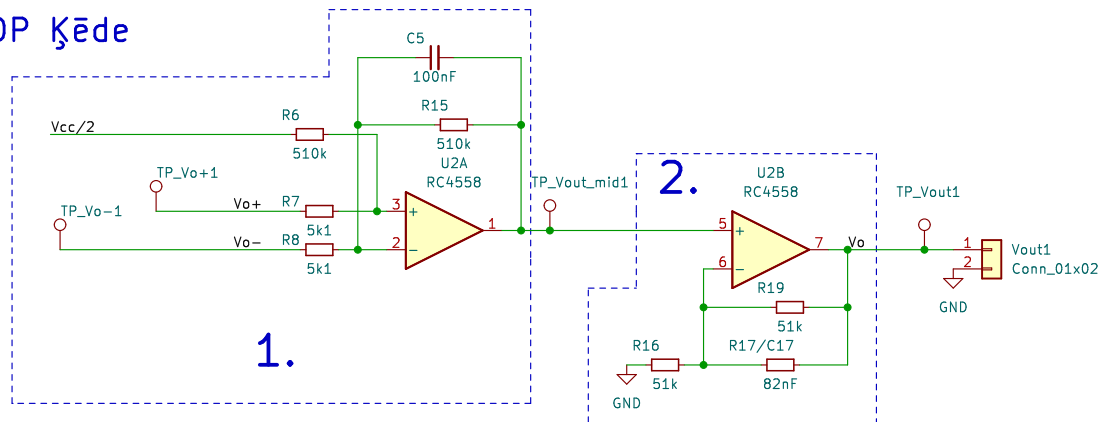 OP Ķēde
C5
100nF
R15
510k
R6
510k
Vcc/2
TP_Vo+1
TP_Vo-1
Vo+
R7
5k1
Vo-
R8
5k1
U2A
RC4558
3
+
2
-
1
TP_Vout_mid1
1.
2.
U2B
RC4558
5
+
6
-
7
Vo
TP_Vout1
1
2
Vout1
Conn_01x02
GND
R19
51k
R16
51k
R17/C17
82nF
GND